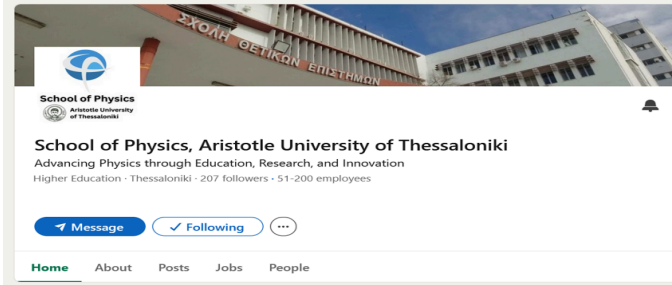 ΣΧΟΛΗ ΘΕΤΙΚΩΝ ΕΠΙΣΤΗΜΩΝ
School of Physics
Aristotle University
of Thessaloniki
School of Physics, Aristotle University of Thessaloniki
Advancing Physics through Education, Research, and Innovation
Higher Education · Thessaloniki · 207 followers • 51-200 employees
Message
Following
Home About Posts Jobs People